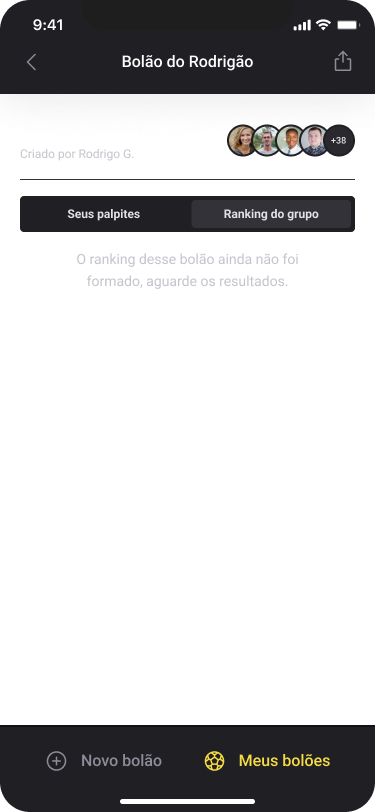 9:41
Bolão do Rodrigão
Criado por Rodrigo G.
+38
Seus palpites
Ranking do grupo
O ranking desse bolão ainda não foi
formado, aguarde os resultados.
Novo bolão
Meus bolões